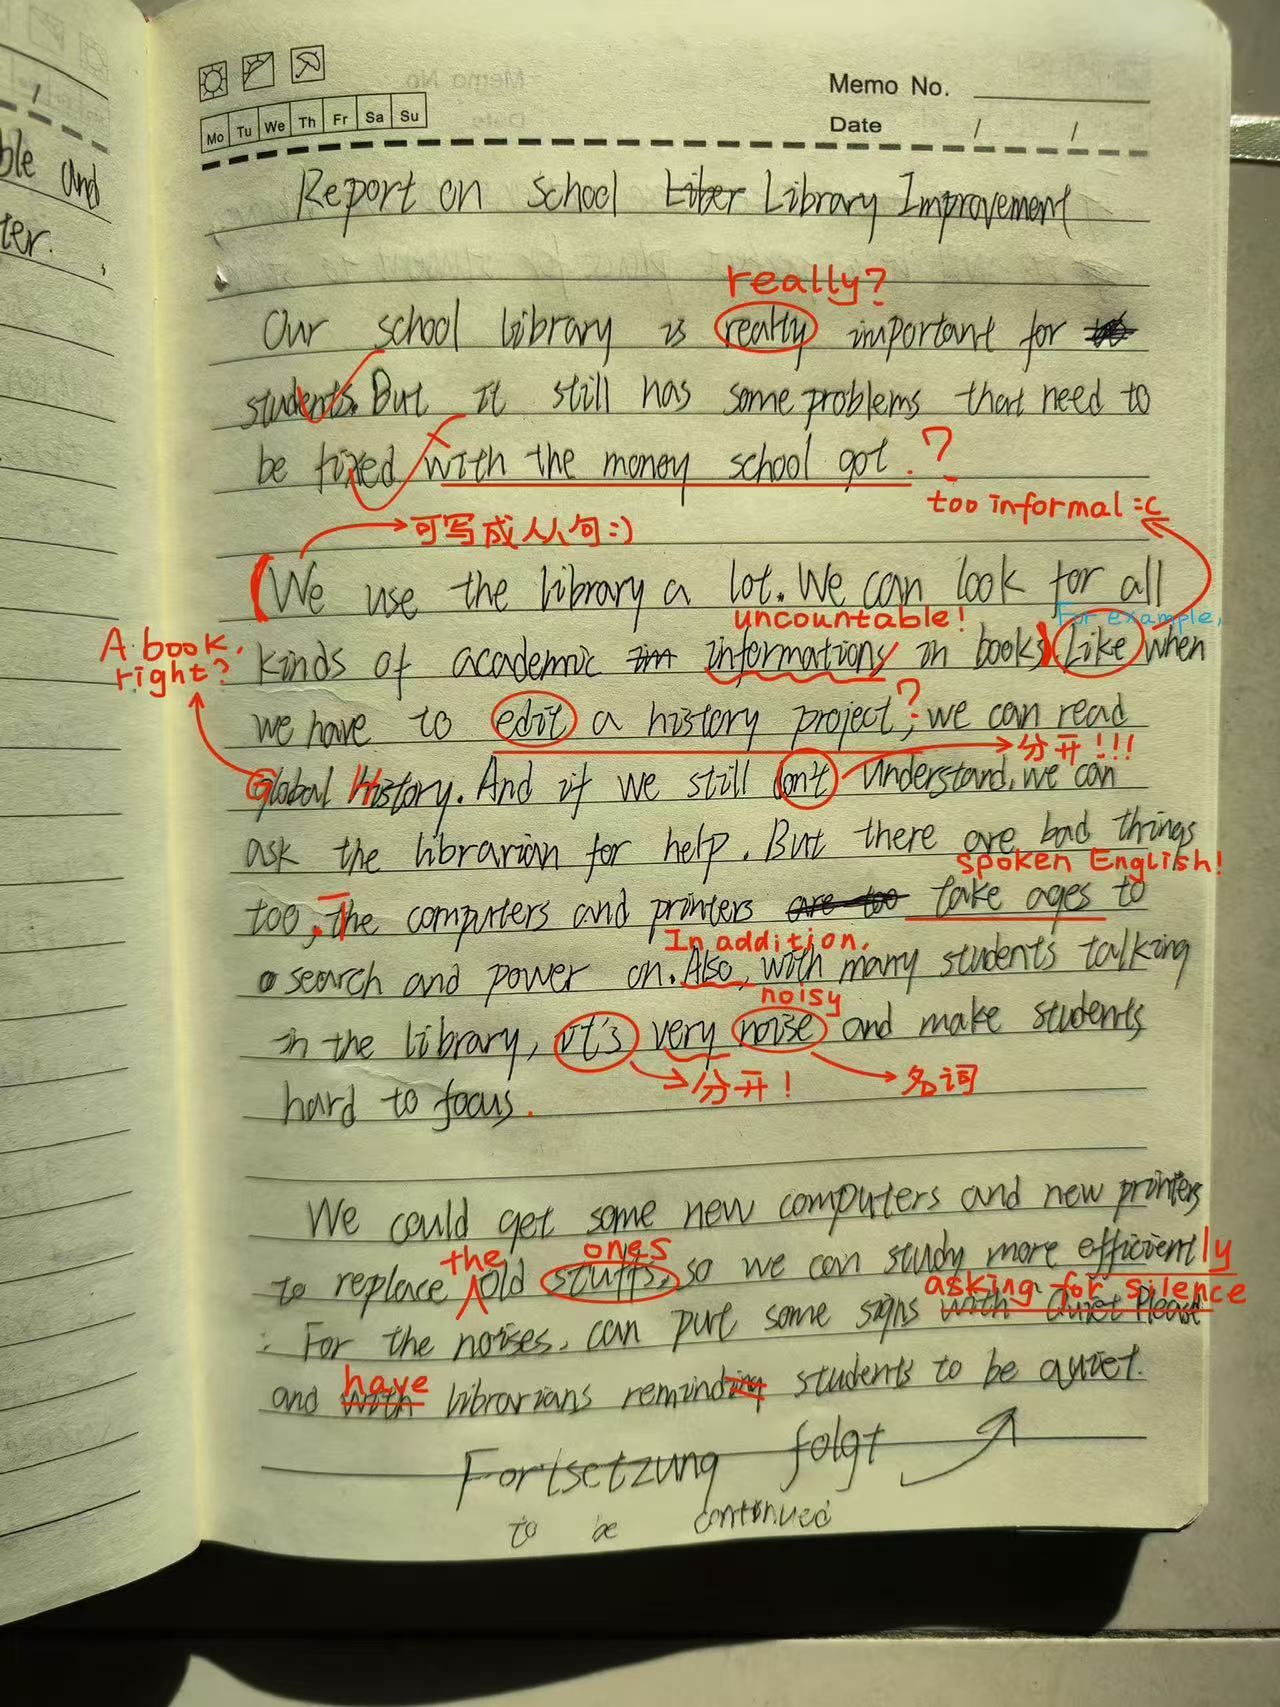 ble and
ter.
Mo Tu We Th Fr Sa Su
Memo No.
Date / /
Report on School Liber Library Improvement
really?
Our school library is really important for
students. But it still has some problems that need to
be fixed with the money school got. ?
too informal =C
可写成从句:)
(We use the library a lot. We can look for all
uncountable! For example,
A book, right?
kinds of academic im informations in books) Like when
we have to edit a history project?; we can read
分开!!!
Global History. And if we still don't understand, we can
ask the librarian for help. But there are bad things
spoken English!
too. The computers and printers are too take ages to
In addition,
search and power on. Also, with many students talking
noisy
in the library, it's very noise and make students
分开! 名词
hard to focus.
We could get some new computers and new printers
the ones
to replace old stuffs, so we can study more efficiently
asking for silence
. For the noises, can put some signs with Quiet Please
have
and with librarians reminding students to be quiet.
Fortsetzung folgt
to be continued